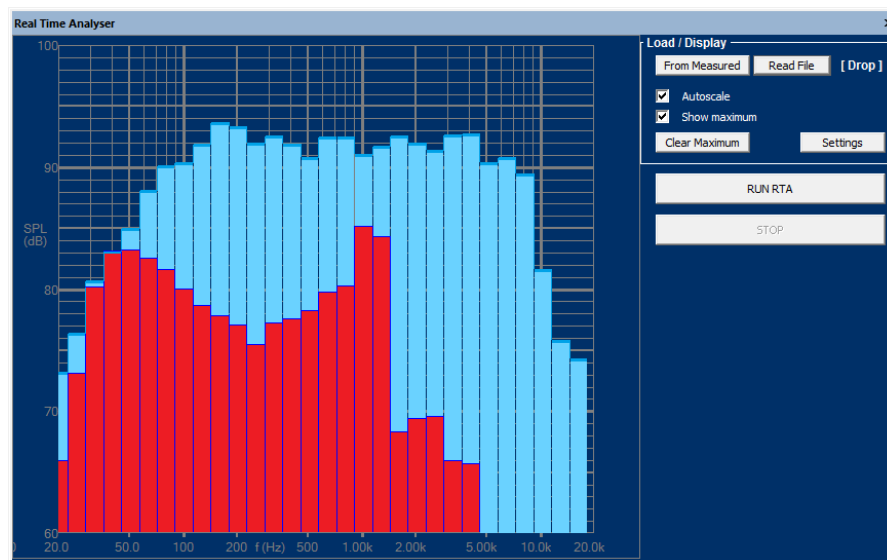 Real Time Analyser
Load / Display
From Measured Read File [ Drop ]
Autoscale
Show maximum
Clear Maximum Settings
RUN RTA
STOP
100
90
SPL
(dB)
80
70
60
0 20.0 50.0 100 200 f (Hz) 500 1.00k 2.00k 5.00k 10.0k 20.0k